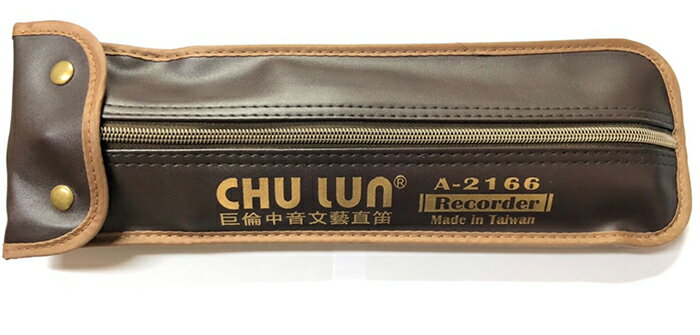 CHU LUN®
巨倫中音文藝直笛
A-2166
Recorder
Made in Taiwan